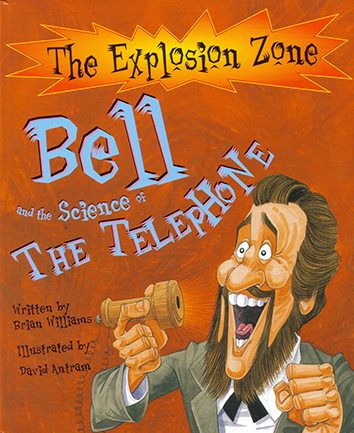 The Explosion Zone
Bell
and the Science of
THE TELEPHONE
Written by
Brian Williams
Illustrated by
David Antram